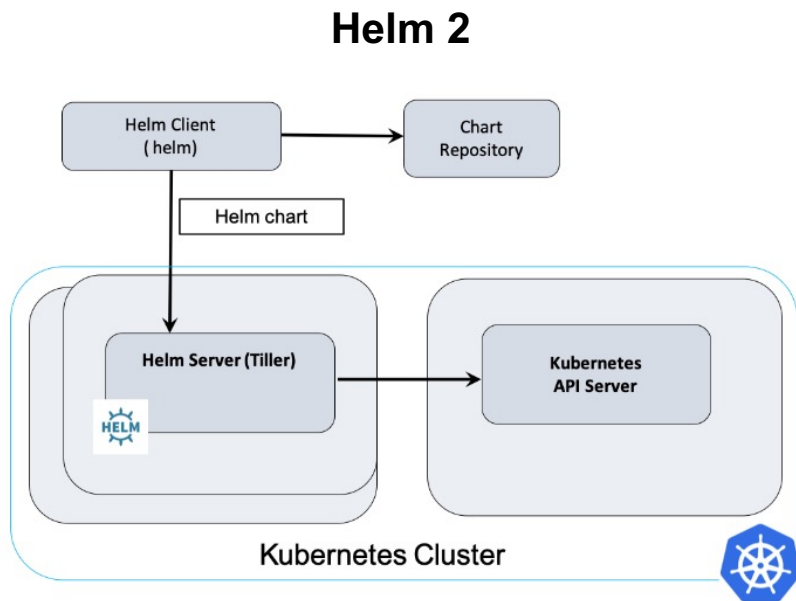 Helm 2
Helm Client
( helm)
Chart
Repository
Helm chart
Helm Server (Tiller)
Kubernetes
API Server
HELM
Kubernetes Cluster